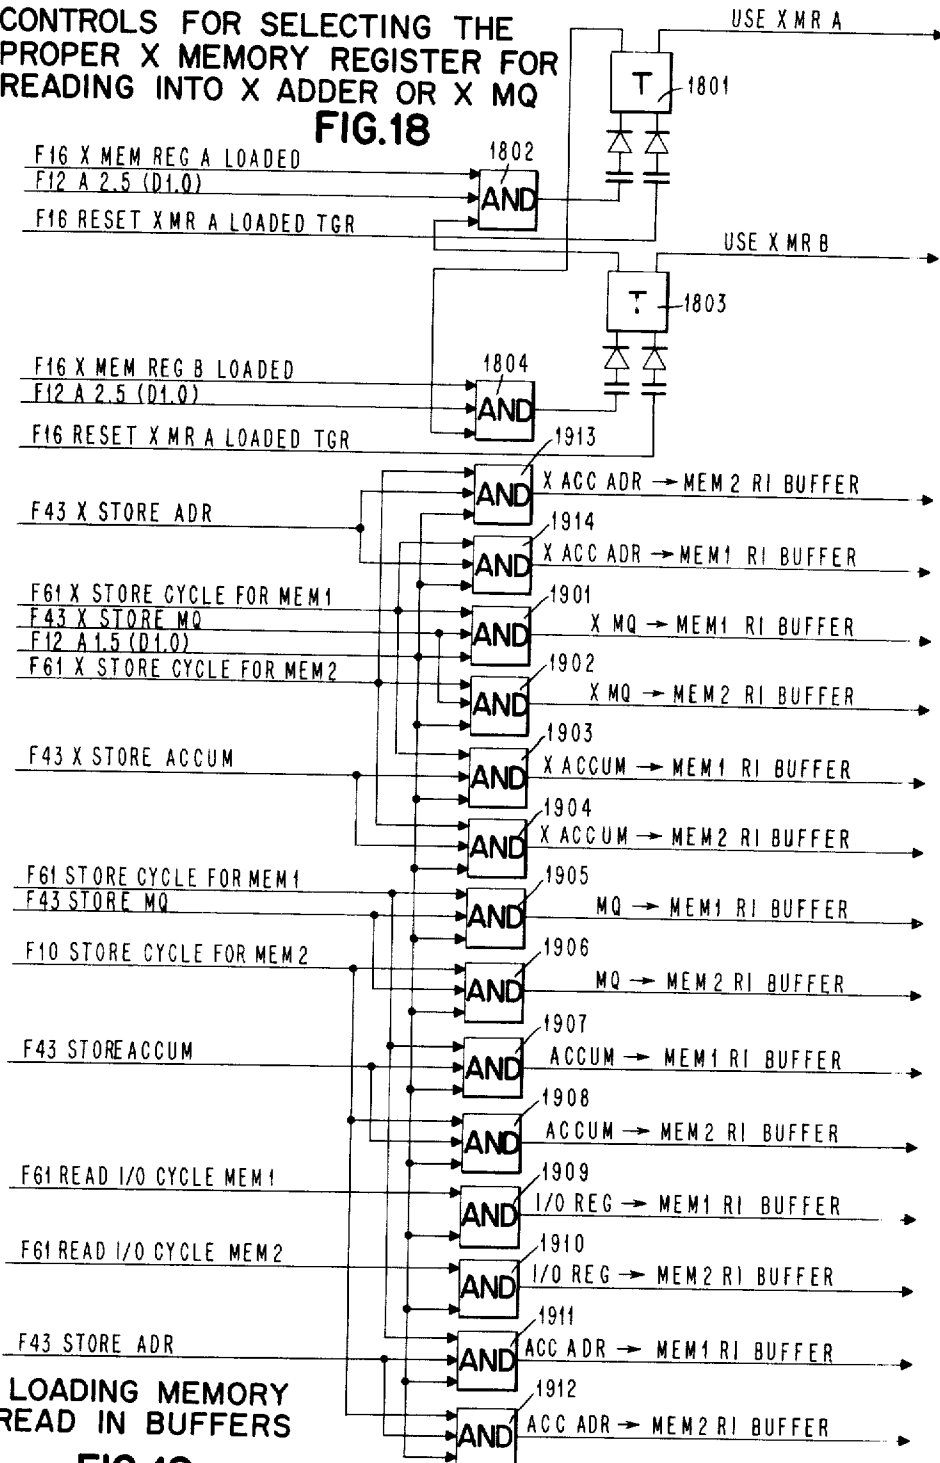 CONTROLS FOR SELECTING THE
PROPER X MEMORY REGISTER FOR
READING INTO X ADDER OR X MQ
FIG.18
USE X MR A
T
1801
F16 X MEM REG A LOADED
F12 A 2.5 (D1.0)
F16 RESET XMR A LOADED TGR
1802
AND
USE X MR B
T
1803
F16 X MEM REG B LOADED
F12 A 2.5 (D1.0)
F16 RESET X MR A LOADED TGR
1804
AND
1913
AND
X ACC ADR → MEM 2 RI BUFFER
F43 X STORE ADR
1914
AND
X ACC ADR → MEM1 RI BUFFER
F61 X STORE CYCLE FOR MEM1
F43 X STORE MQ
F12 A1.5 (D1.0)
F61 X STORE CYCLE FOR MEM2
1901
AND
X MQ → MEM1 RI BUFFER
1902
AND
X MQ → MEM2 RI BUFFER
F43 X STORE ACCUM
1903
AND
X ACCUM → MEM1 RI BUFFER
1904
AND
X ACCUM → MEM2 RI BUFFER
F61 STORE CYCLE FOR MEM1
F43 STORE MQ
1905
AND
MQ → MEM1 RI BUFFER
F10 STORE CYCLE FOR MEM2
1906
AND
MQ → MEM 2 RI BUFFER
F43 STORE ACCUM
1907
AND
ACCUM → MEM1 RI BUFFER
1908
AND
ACCUM → MEM 2 RI BUFFER
F61 READ I/O CYCLE MEM1
1909
AND
I/O REG → MEM1 RI BUFFER
F61 READ I/O CYCLE MEM2
1910
AND
I/O REG → MEM2 RI BUFFER
F43 STORE ADR
1911
AND
ACC ADR → MEM1 RI BUFFER
1912
AND
ACC ADR → MEM2 RI BUFFER
LOADING MEMORY
READ IN BUFFERS